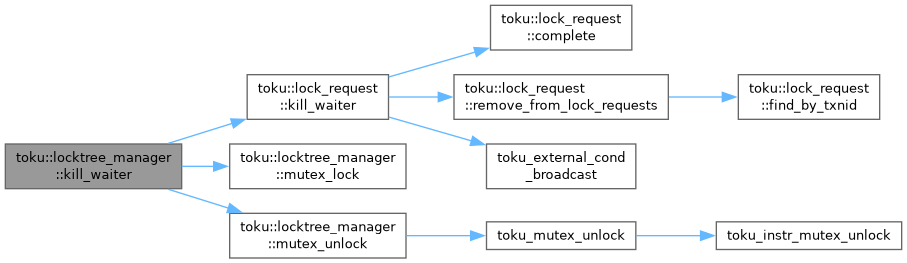 toku::locktree_manager
::kill_waiter
toku::lock_request
::kill_waiter
toku::locktree_manager
::mutex_lock
toku::locktree_manager
::mutex_unlock
toku::lock_request
::complete
toku::lock_request
::remove_from_lock_requests
toku_external_cond
_broadcast
toku_mutex_unlock
toku::lock_request
::find_by_txnid
toku_instr_mutex_unlock